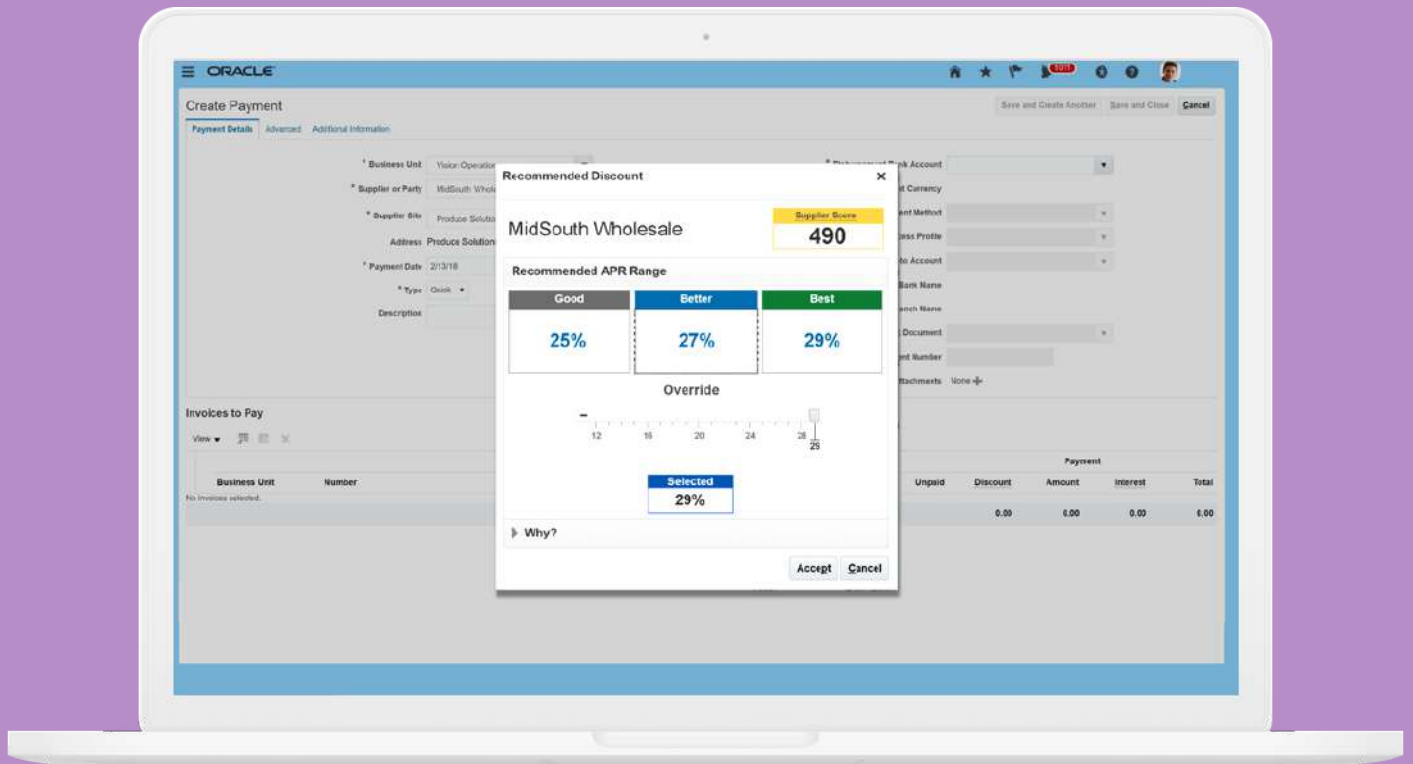 ORACLE
Create Payment
Save and Create Another Save and Close Cancel
Payment Details Advanced Additional Information
* Business Unit Vision Operation
* Supplier or Party MidSouth Whole
* Supplier Site Produce Solutio
Address Produce Solution
* Payment Date 2/13/18
* Type Quick
Description
Bank Account
Currency
Method
Profile
Account
Bank Name
Name
Document
Number
None
Recommended Discount
MidSouth Wholesale
Supplier Score
490
Recommended APR Range
Good Better Best
25% 27% 29%
Override
12 16 20 24 28
29
Selected
29%
Why?
Accept Cancel
Invoices to Pay
View
Payment
Business Unit Number Unpaid Discount Amount Interest Total
No invoices selected.
0.00 0.00 0.00 0.00